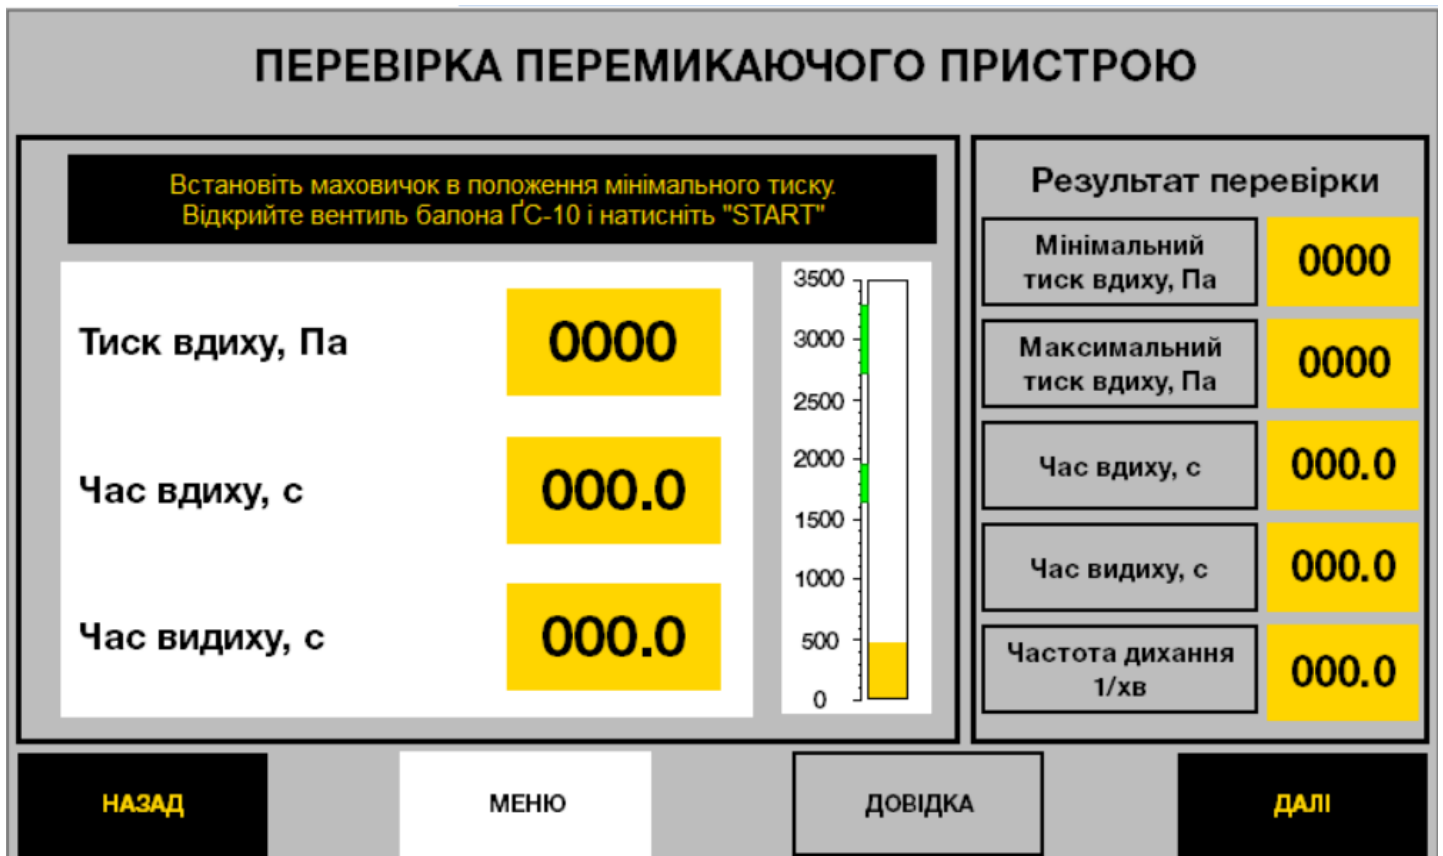 ПЕРЕВІРКА ПЕРЕМИКАЮЧОГО ПРИСТРОЮ
Встановіть маховичок в положення мінімального тиску.
Відкрийте вентиль балона ҐС-10 і натисніть "START"
Тиск вдиху, Па
0000
Час вдиху, с
000.0
Час видиху, с
000.0
3500
3000
2500
2000
1500
1000
500
0
Результат перевірки
Мінімальний
тиск вдиху, Па
0000
Максимальний
тиск вдиху, Па
0000
Час вдиху, с
000.0
Час видиху, с
000.0
Частота дихання
1/хв
000.0
НАЗАД
МЕНЮ
ДОВІДКА
ДАЛІ